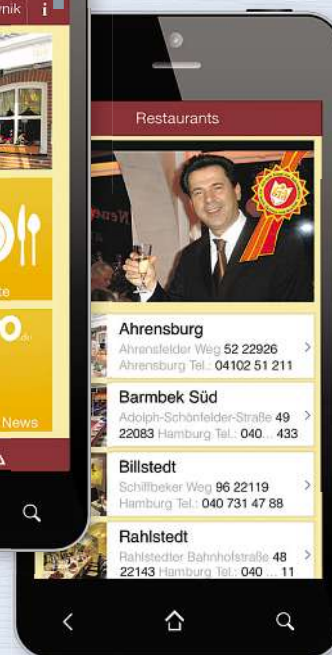 nik i
Restaurants
te
News
Ahrensburg
Ahrensfelder Weg 52 22926
Ahrensburg Tel.: 04102 51 211
Barmbek Süd
Adolph-Schönfelder-Straße 49
22083 Hamburg Tel.: 040... 433
Billstedt
Schiffbeker Weg 96 22119
Hamburg Tel.: 040 731 47 88
Rahlstedt
Rahlstedter Bahnhofstraße 48
22143 Hamburg Tel.: 040 ... 11